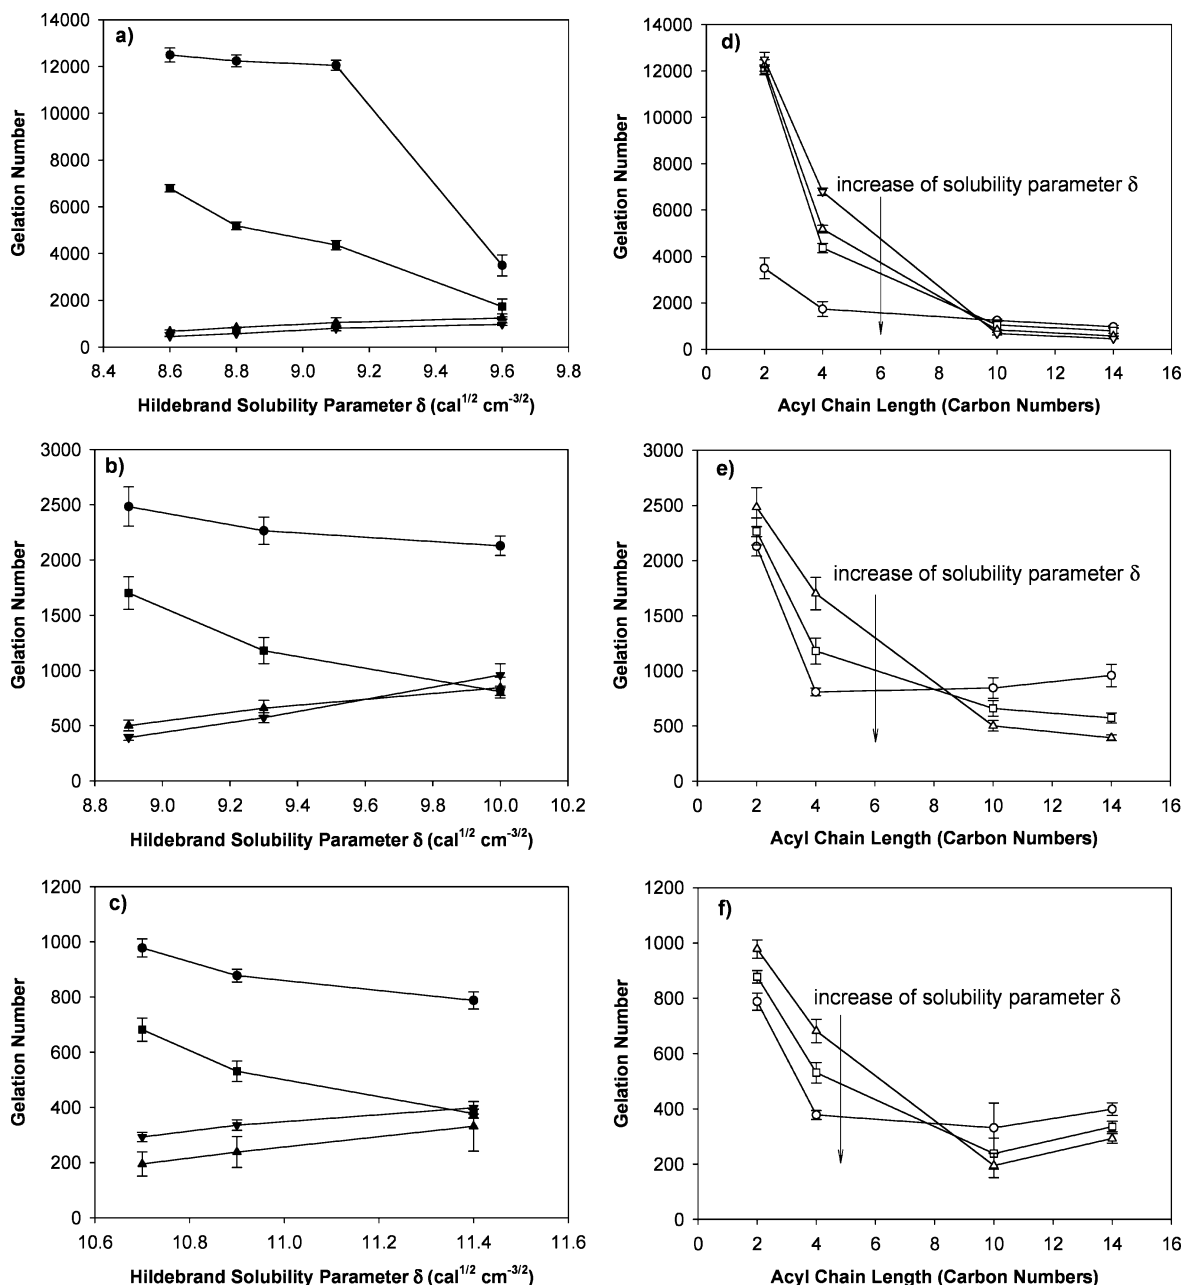 a)
14000
12000
10000
8000
6000
4000
2000
0
Gelation Number
8.4 8.6 8.8 9.0 9.2 9.4 9.6 9.8
Hildebrand Solubility Parameter δ (cal^1/2 cm^-3/2)
d)
14000
12000
10000
8000
6000
4000
2000
0
Gelation Number
increase of solubility parameter δ
0 2 4 6 8 10 12 14 16
Acyl Chain Length (Carbon Numbers)
b)
3000
2500
2000
1500
1000
500
0
Gelation Number
8.8 9.0 9.2 9.4 9.6 9.8 10.0 10.2
Hildebrand Solubility Parameter δ (cal^1/2 cm^-3/2)
e)
3000
2500
2000
1500
1000
500
0
Gelation Number
increase of solubility parameter δ
0 2 4 6 8 10 12 14 16
Acyl Chain Length (Carbon Numbers)
c)
1200
1000
800
600
400
200
0
Gelation Number
10.6 10.8 11.0 11.2 11.4 11.6
Hildebrand Solubility Parameter δ (cal^1/2 cm^-3/2)
f)
1200
1000
800
600
400
200
0
Gelation Number
increase of solubility parameter δ
0 2 4 6 8 10 12 14 16
Acyl Chain Length (Carbon Numbers)